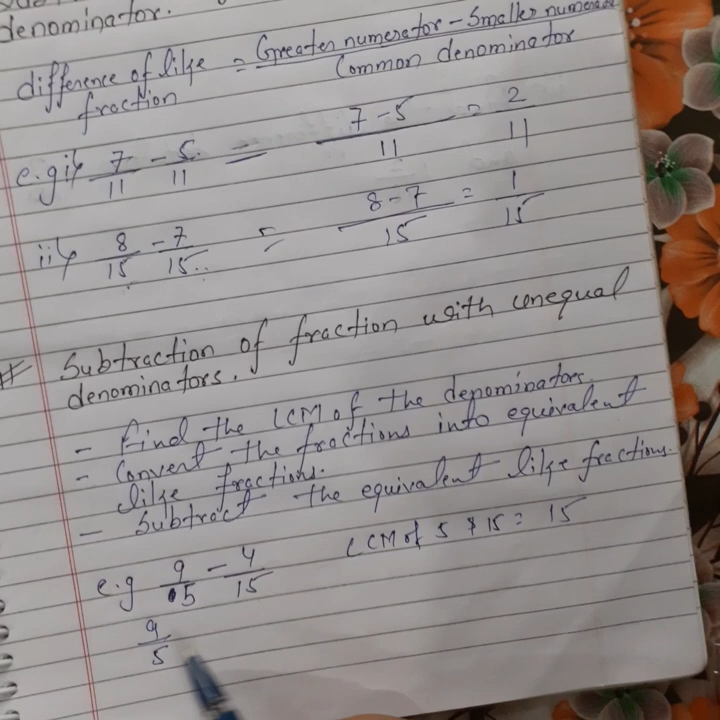 denominator.
difference of like fraction = Greater numerator - Smaller numerator / Common denominator
e.g i) 7/11 - 5/11 = 7-5/11 = 2/11
ii) 8/15 - 7/15 = 8-7/15 = 1/15
# Subtraction of fraction with unequal
denominators.
- Find the LCM of the denominators.
- Convert the fractions into equivalent
like fractions.
- Subtract the equivalent like fractions.
e.g 9/5 - 4/15 LCM of 5 & 15 = 15
9/5